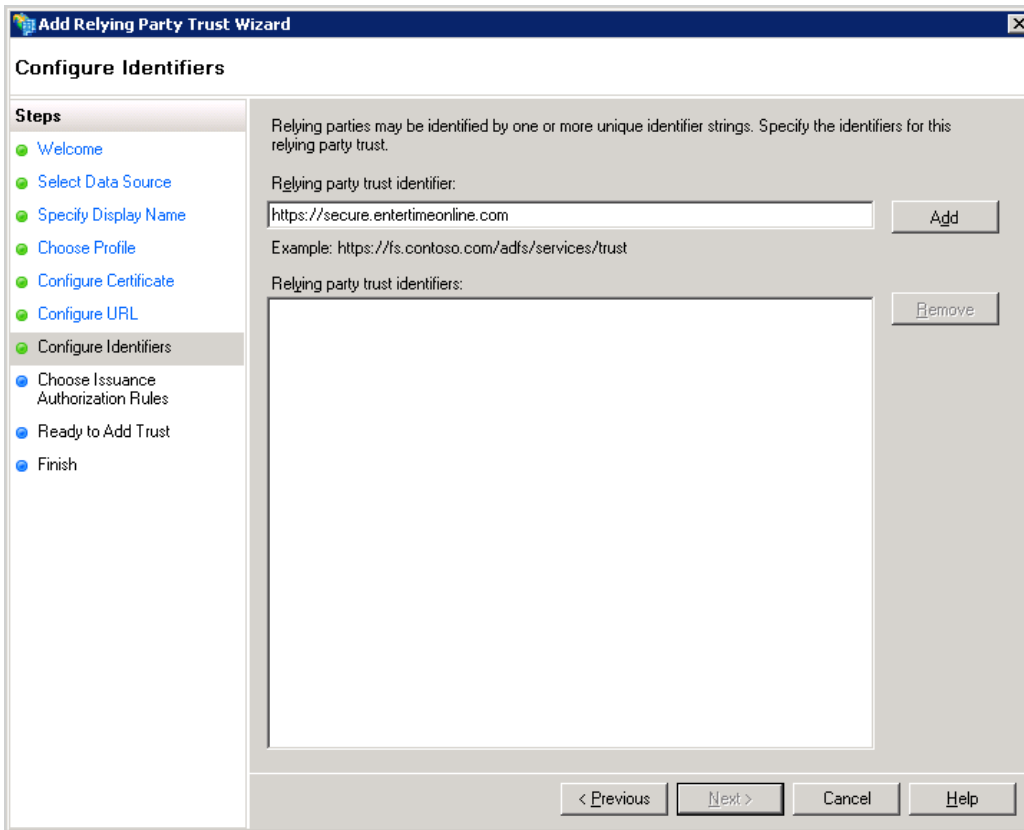 Add Relying Party Trust Wizard
Configure Identifiers
Steps
Welcome
Select Data Source
Specify Display Name
Choose Profile
Configure Certificate
Configure URL
Configure Identifiers
Choose Issuance
Authorization Rules
Ready to Add Trust
Finish
Relying parties may be identified by one or more unique identifier strings. Specify the identifiers for this
relying party trust.
Relying party trust identifier:
https://secure.entertimeonline.com
Add
Example: https://fs.contoso.com/adfs/services/trust
Relying party trust identifiers:
Remove
< Previous
Next >
Cancel
Help